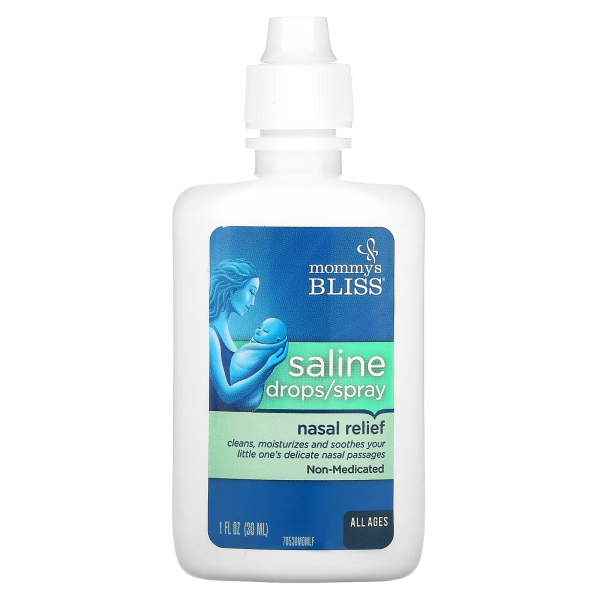 mommy's
BLISS®
saline
drops/spray
nasal relief
cleans, moisturizes and soothes your
little one's delicate nasal passages
Non-Medicated
ALL AGES
1 FL OZ (30 ML)